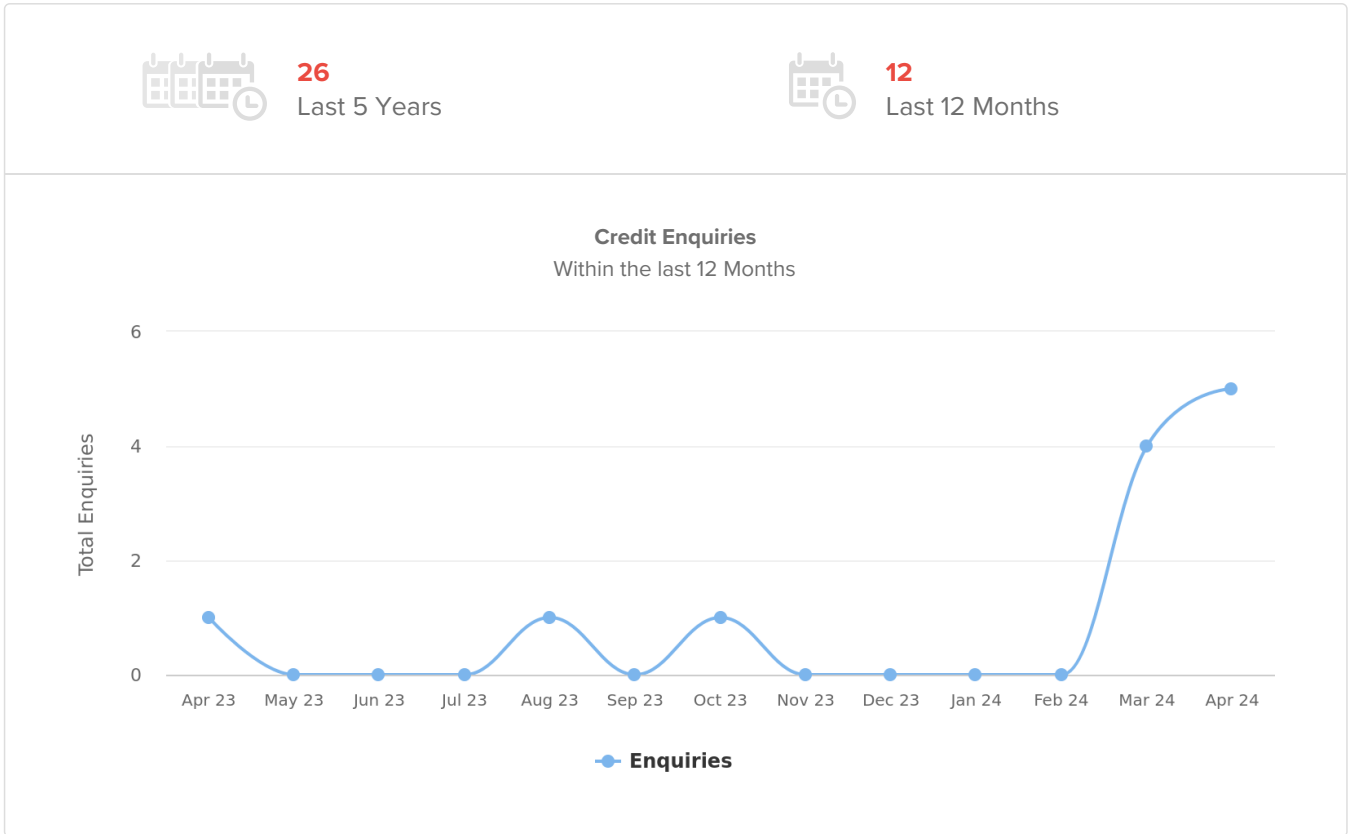 26
Last 5 Years
12
Last 12 Months
Credit Enquiries
Within the last 12 Months
6
4
2
0
Total Enquiries
Apr 23 May 23 Jun 23 Jul 23 Aug 23 Sep 23 Oct 23 Nov 23 Dec 23 Jan 24 Feb 24 Mar 24 Apr 24
Enquiries